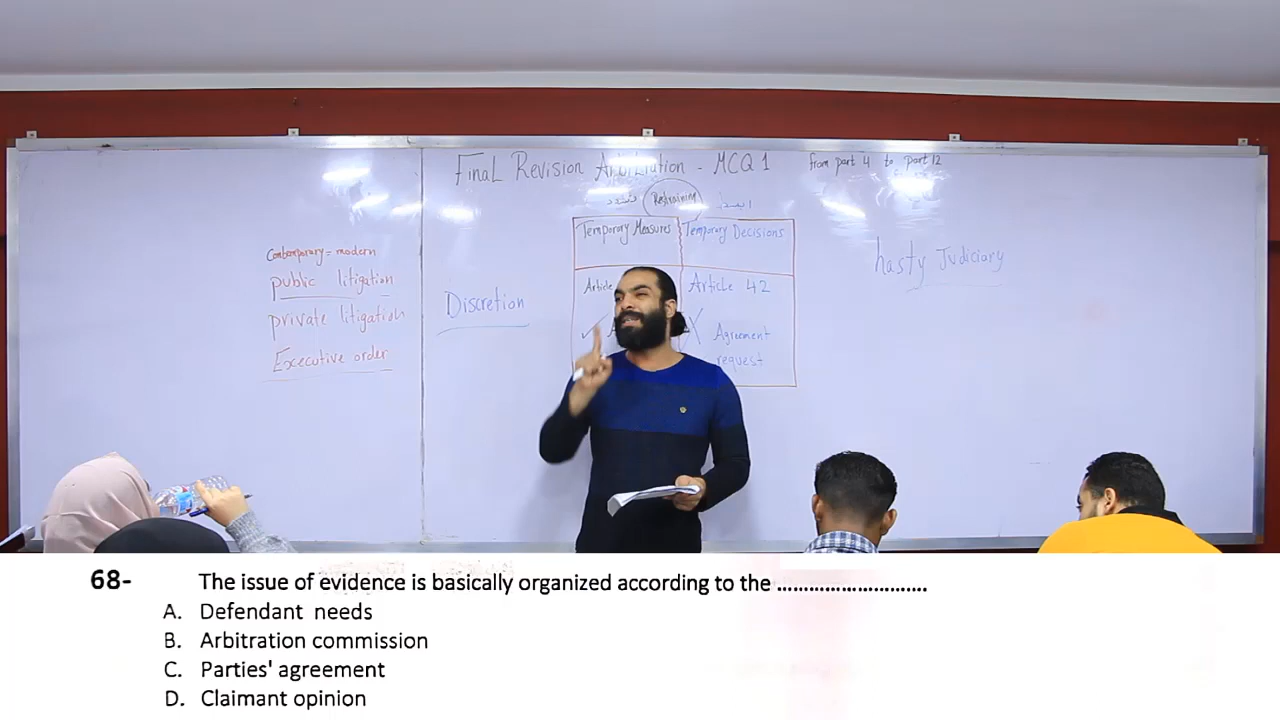 Final Revision Arbitration - MCQ 1
from part 4 to part 12
Restraining
Temporary Measures
Temporary Decisions
Contemporary = modern
public litigation
private litigation
Executive order
Discretion
Article
Article 42
Agreement
request
hasty Judiciary
68- The issue of evidence is basically organized according to the ............................
A. Defendant needs
B. Arbitration commission
C. Parties' agreement
D. Claimant opinion